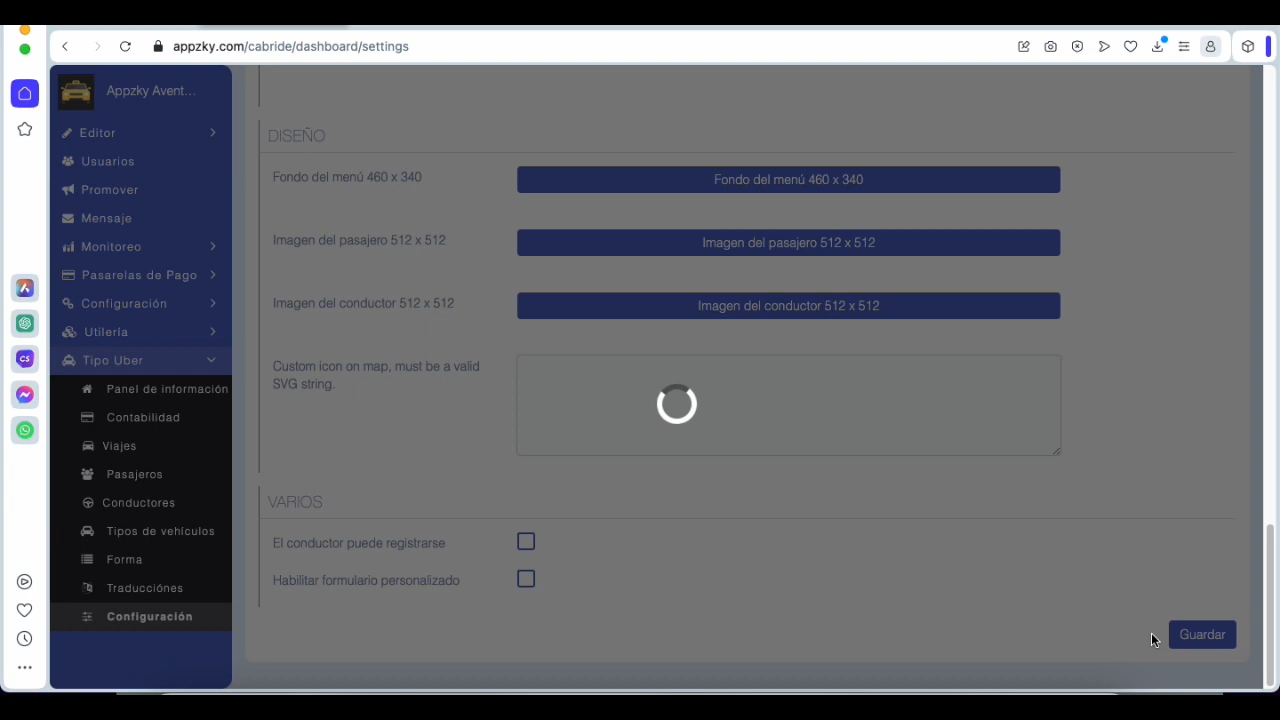 appzky.com/cabride/dashboard/settings
Appzky Avent...
Editor
Usuarios
Promover
Mensaje
Monitoreo
Pasarelas de Pago
Configuración
Utilería
Tipo Uber
Panel de información
Contabilidad
Viajes
Pasajeros
Conductores
Tipos de vehículos
Forma
Traducciónes
Configuración
DISEÑO
Fondo del menú 460 x 340
Fondo del menú 460 x 340
Imagen del pasajero 512 x 512
Imagen del pasajero 512 x 512
Imagen del conductor 512 x 512
Imagen del conductor 512 x 512
Custom icon on map, must be a valid
SVG string.
VARIOS
El conductor puede registrarse
Habilitar formulario personalizado
Guardar
CS